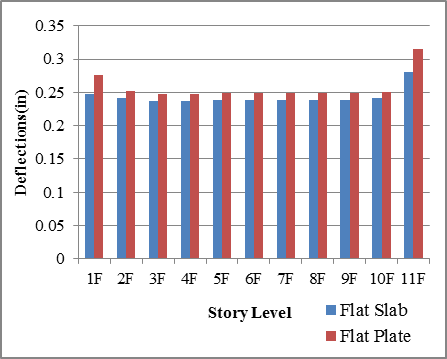 0.35
0.3
0.25
0.2
0.15
0.1
0.05
0
Deflections(in)
1F 2F 3F 4F 5F 6F 7F 8F 9F 10F 11F
Story Level
Flat Slab
Flat Plate